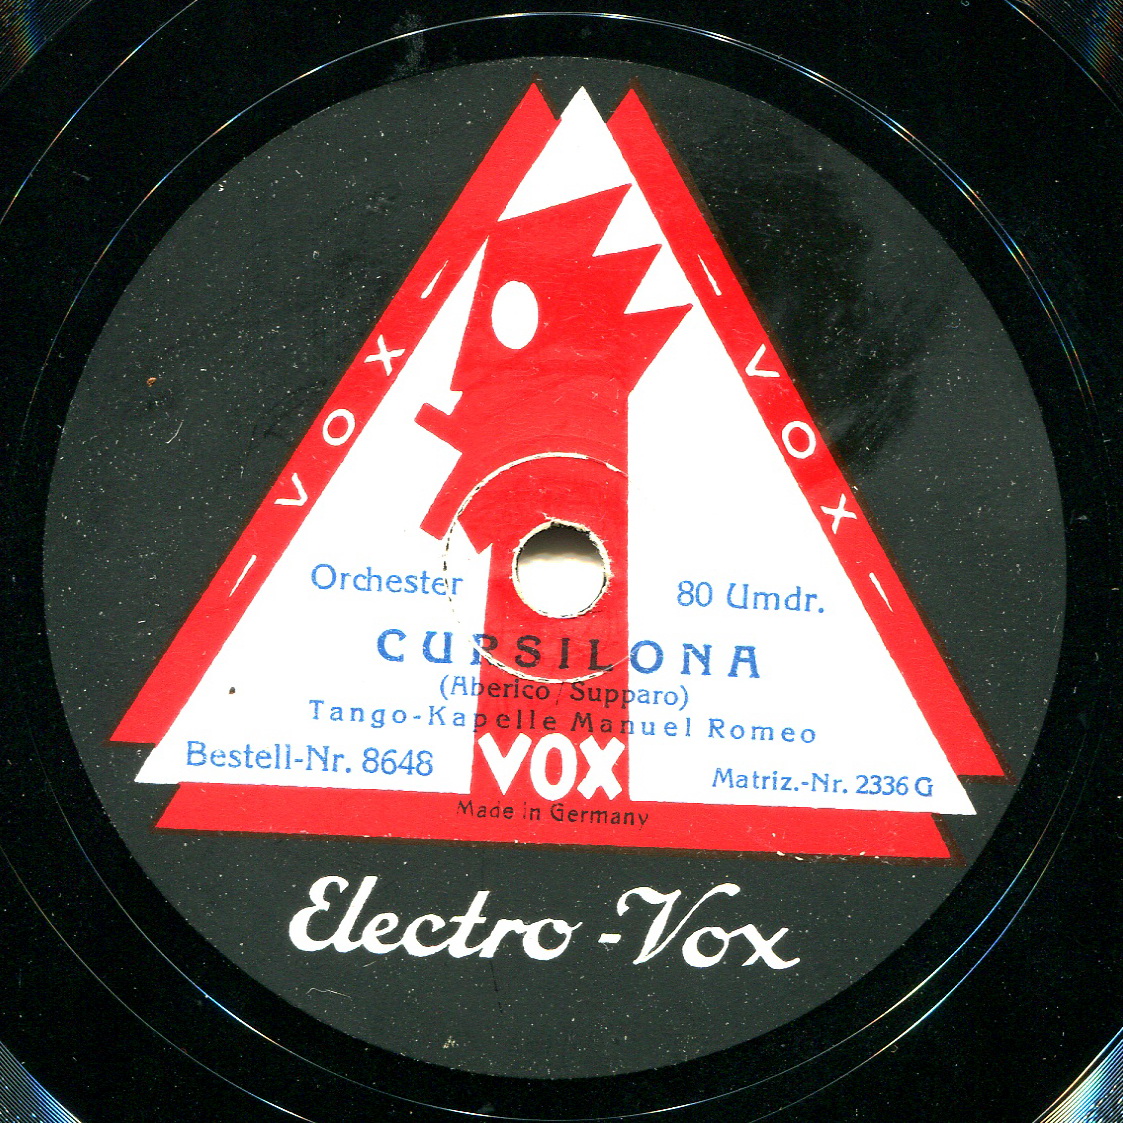 — VOX —
— VOX —
Orchester
80 Umdr.
CURSILONA
(Aberico / Supparo)
Tango-Kapelle Manuel Romeo
Bestell-Nr. 8648
VOX
Matriz.-Nr. 2336 G
Made in Germany
Electro-Vox